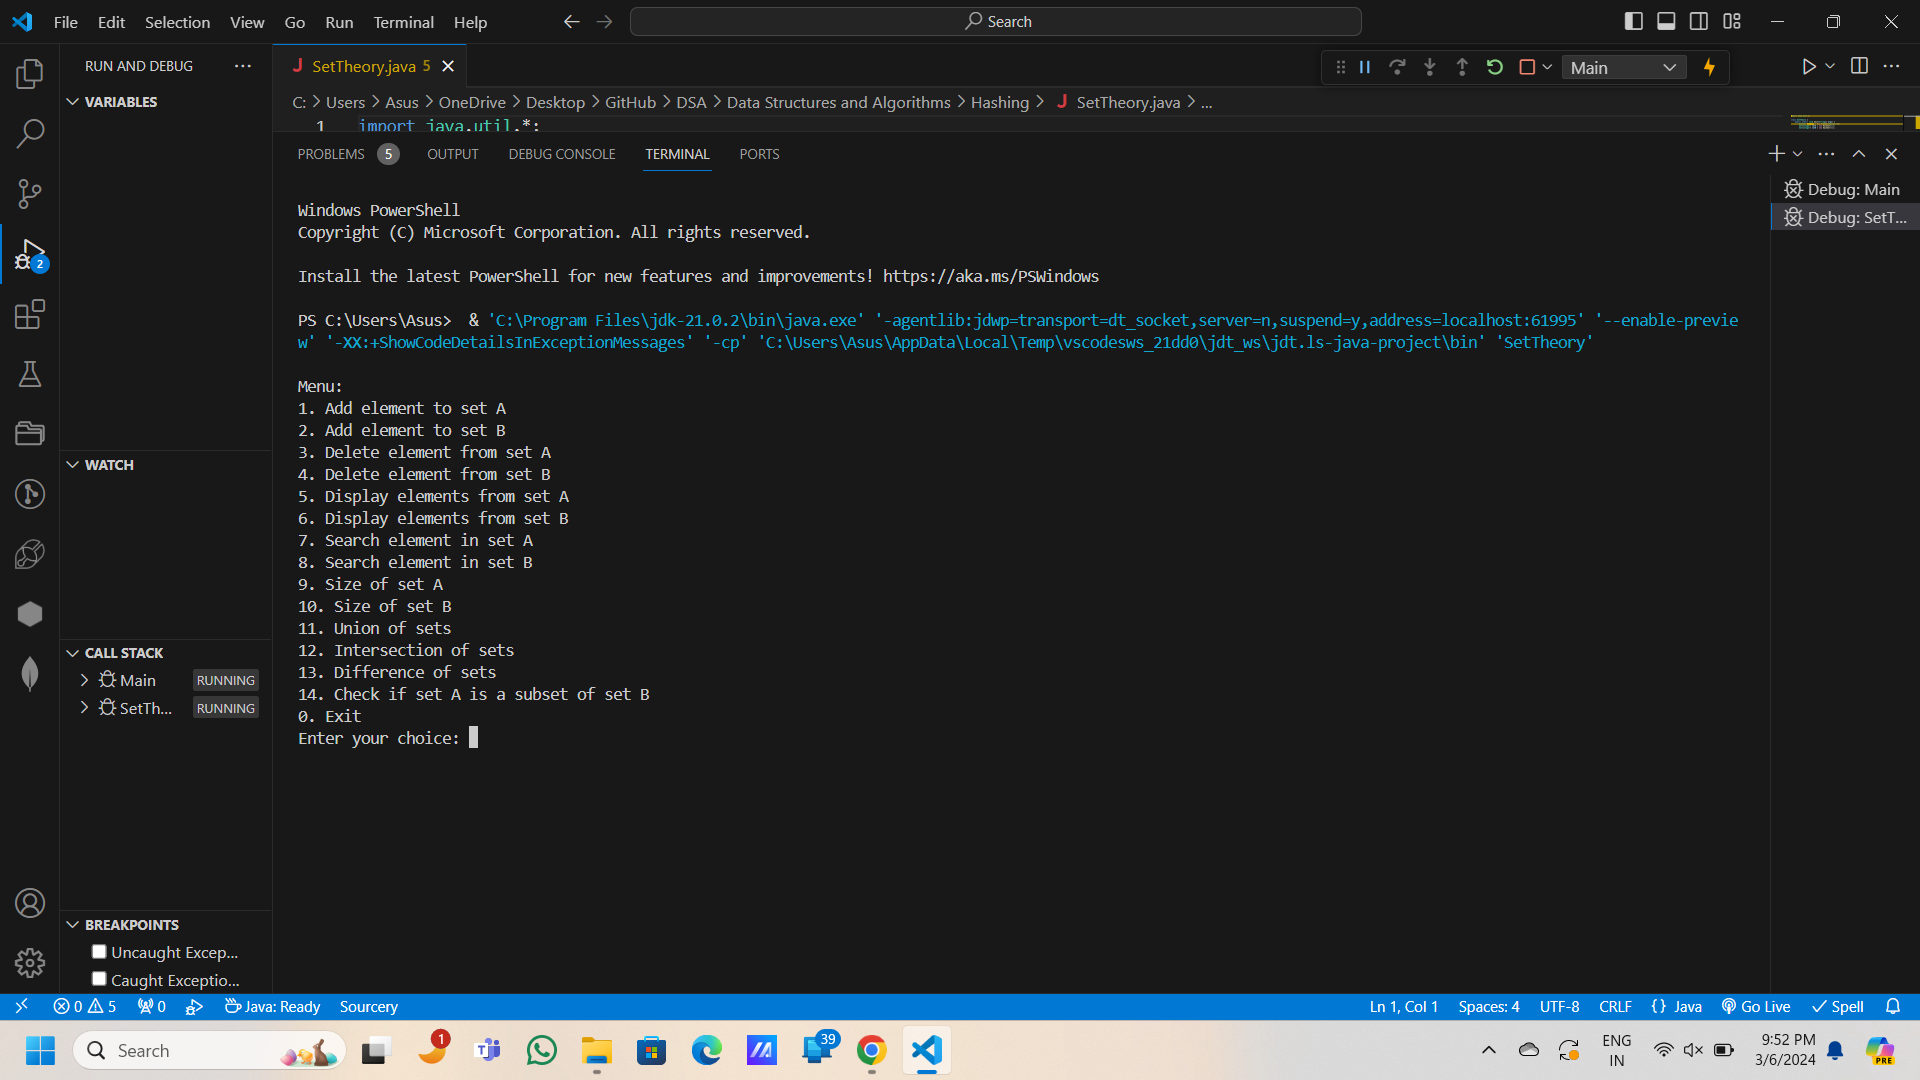 File Edit Selection View Go Run Terminal Help
Search
RUN AND DEBUG
SetTheory.java 5
Main
VARIABLES
C: Users Asus OneDrive Desktop GitHub DSA Data Structures and Algorithms Hashing SetTheory.java ...
1 import java.util.*;
PROBLEMS 5 OUTPUT DEBUG CONSOLE TERMINAL PORTS
Debug: Main
Debug: SetT...
Windows PowerShell
Copyright (C) Microsoft Corporation. All rights reserved.
Install the latest PowerShell for new features and improvements! https://aka.ms/PSWindows
PS C:\Users\Asus>  & 'C:\Program Files\jdk-21.0.2\bin\java.exe' '-agentlib:jdwp=transport=dt_socket,server=n,suspend=y,address=localhost:61995' '--enable-previe
w' '-XX:+ShowCodeDetailsInExceptionMessages' '-cp' 'C:\Users\Asus\AppData\Local\Temp\vscodesws_21dd0\jdt_ws\jdt.ls-java-project\bin' 'SetTheory'
Menu:
1. Add element to set A
2. Add element to set B
3. Delete element from set A
4. Delete element from set B
5. Display elements from set A
6. Display elements from set B
7. Search element in set A
8. Search element in set B
9. Size of set A
10. Size of set B
11. Union of sets
12. Intersection of sets
13. Difference of sets
14. Check if set A is a subset of set B
0. Exit
Enter your choice:
2
WATCH
CALL STACK
Main RUNNING
SetTh... RUNNING
BREAKPOINTS
Uncaught Excep...
Caught Exceptio...
0 5 0 Java: Ready Sourcery
Ln 1, Col 1 Spaces: 4 UTF-8 CRLF {} Java Go Live Spell
Search
1
39
ENG
IN
9:52 PM
3/6/2024
PRE